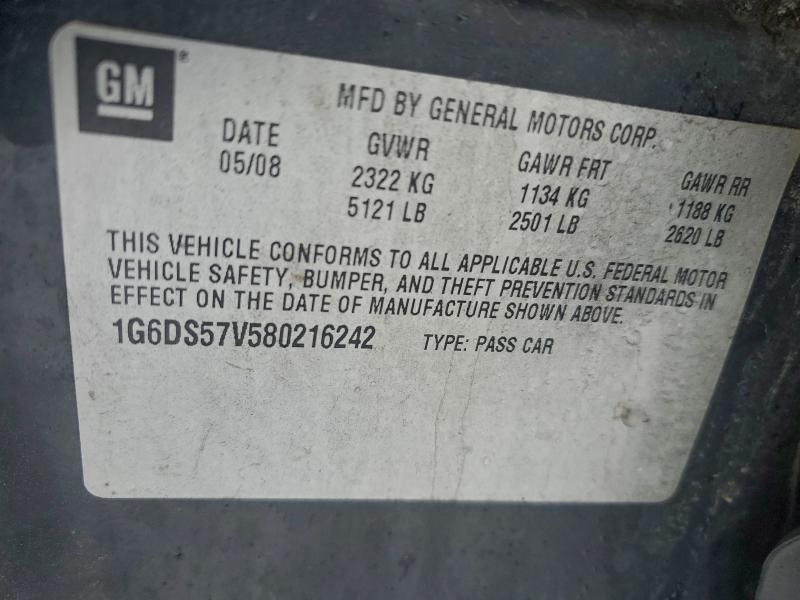 GM®
MFD BY GENERAL MOTORS CORP.
DATE GVWR GAWR FRT GAWR RR
05/08 2322 KG 1134 KG 1188 KG
5121 LB 2501 LB 2620 LB
THIS VEHICLE CONFORMS TO ALL APPLICABLE U.S. FEDERAL MOTOR
VEHICLE SAFETY, BUMPER, AND THEFT PREVENTION STANDARDS IN
EFFECT ON THE DATE OF MANUFACTURE SHOWN ABOVE.
1G6DS57V580216242 TYPE: PASS CAR